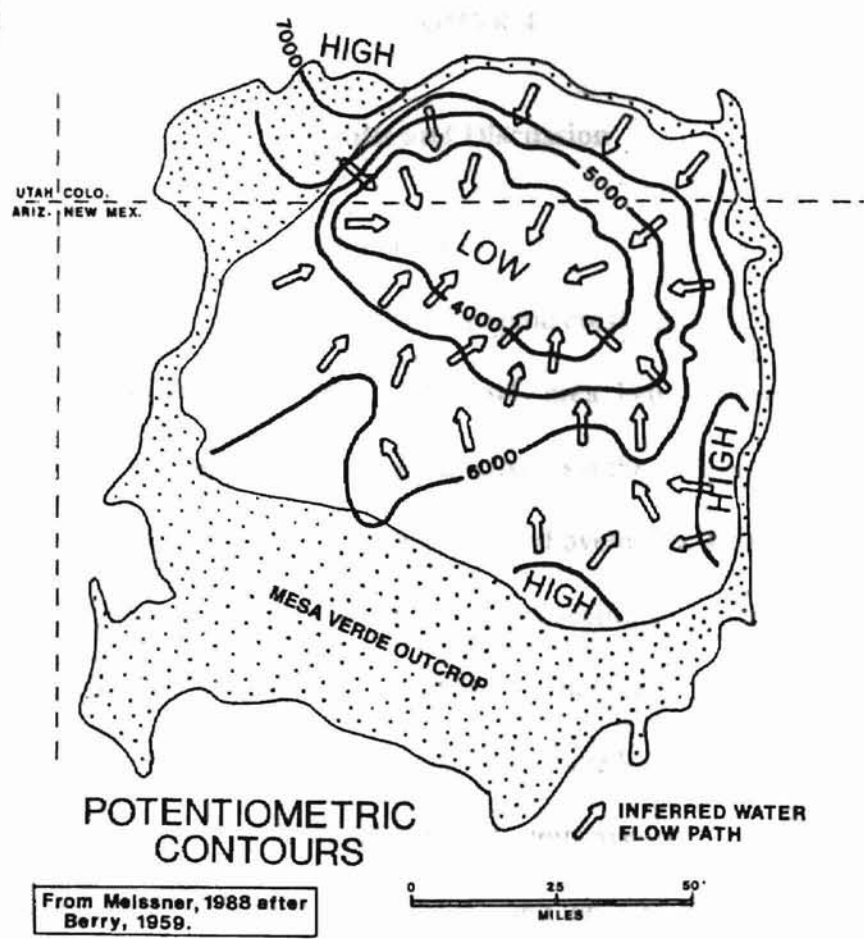 7000
HIGH
UTAH COLO.
ARIZ. NEW MEX.
5000
LOW
4000
6000
HIGH
HIGH
MESA VERDE OUTCROP
POTENTIOMETRIC
CONTOURS
INFERRED WATER
FLOW PATH
From Meissner, 1988 after
Berry, 1959.
0 25 50'
MILES